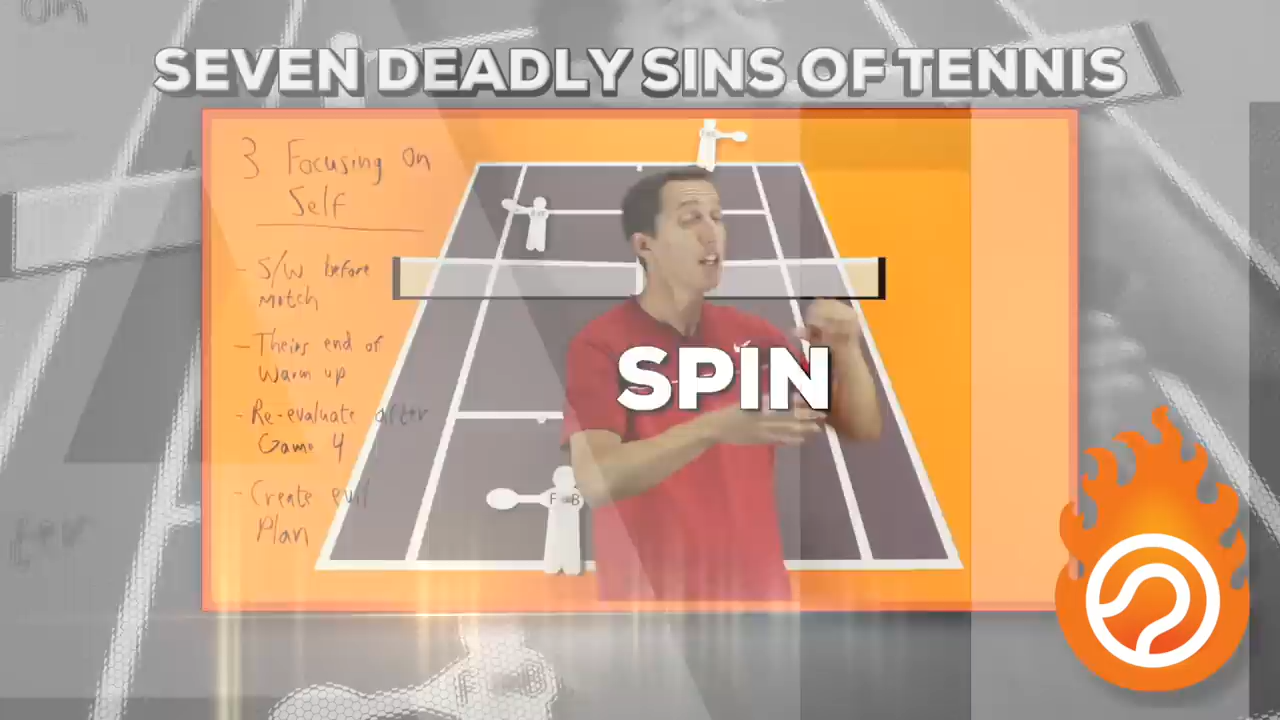 SEVEN DEADLY SINS OF TENNIS
3 Focusing On
Self
- S/W before
Match
- Theirs end of
Warm up
- Re-evaluate after
Game 4
- Create evil
Plan
SPIN
F B